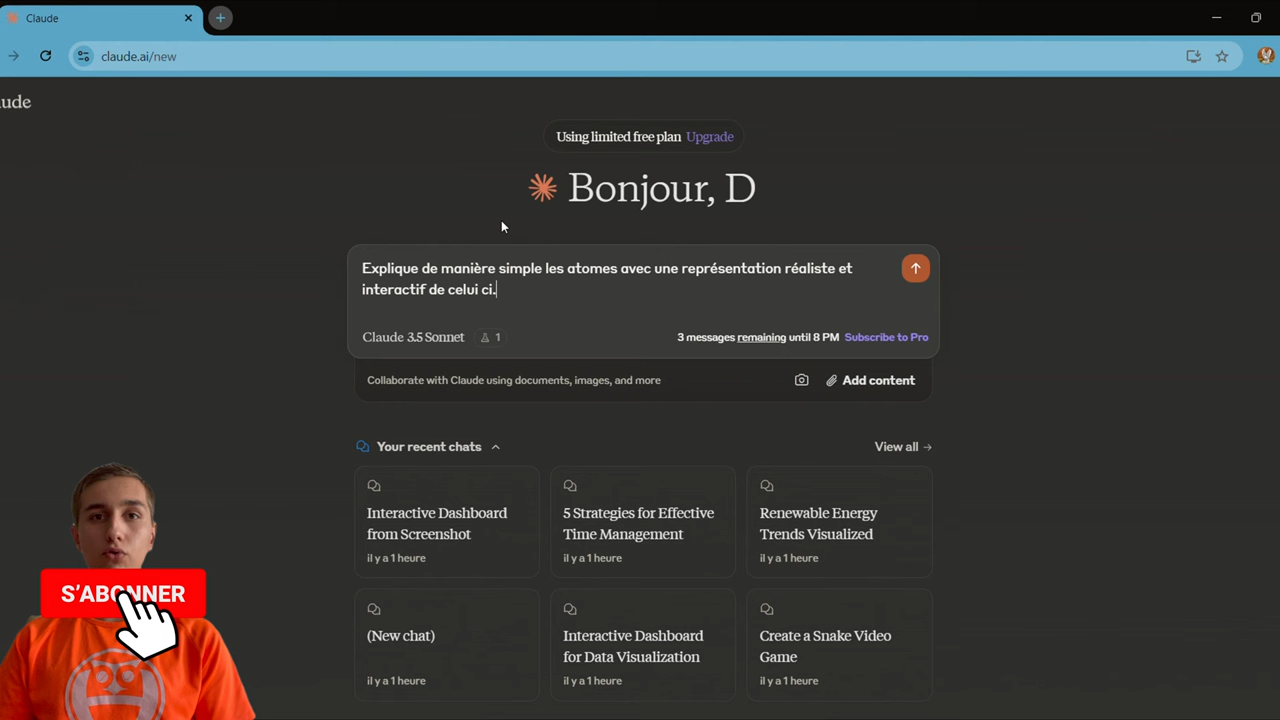 Claude
claude.ai/new
ude
Using limited free plan Upgrade
Bonjour, D
Explique de manière simple les atomes avec une représentation réaliste et
interactif de celui ci.
Claude 3.5 Sonnet 1
3 messages remaining until 8 PM Subscribe to Pro
Collaborate with Claude using documents, images, and more
Add content
Your recent chats
View all
Interactive Dashboard
from Screenshot
il y a 1 heure
5 Strategies for Effective
Time Management
il y a 1 heure
Renewable Energy
Trends Visualized
il y a 1 heure
(New chat)
il y a 1 heure
Interactive Dashboard
for Data Visualization
il y a 1 heure
Create a Snake Video
Game
il y a 1 heure
S'ABONNER